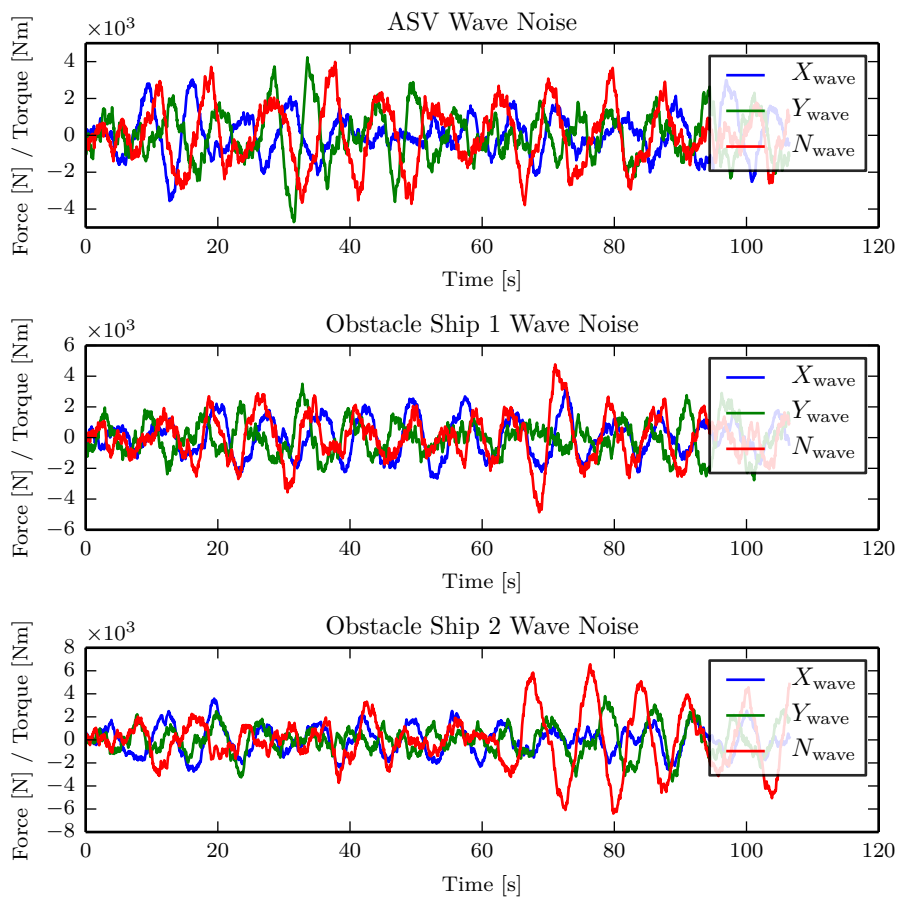 ASV Wave Noise
×10³
Force [N] / Torque [Nm]
4
2
0
−2
−4
X_wave
Y_wave
N_wave
0 20 40 60 80 100 120
Time [s]
Obstacle Ship 1 Wave Noise
×10³
Force [N] / Torque [Nm]
6
4
2
0
−2
−4
−6
X_wave
Y_wave
N_wave
0 20 40 60 80 100 120
Time [s]
Obstacle Ship 2 Wave Noise
×10³
Force [N] / Torque [Nm]
8
6
4
2
0
−2
−4
−6
−8
X_wave
Y_wave
N_wave
0 20 40 60 80 100 120
Time [s]